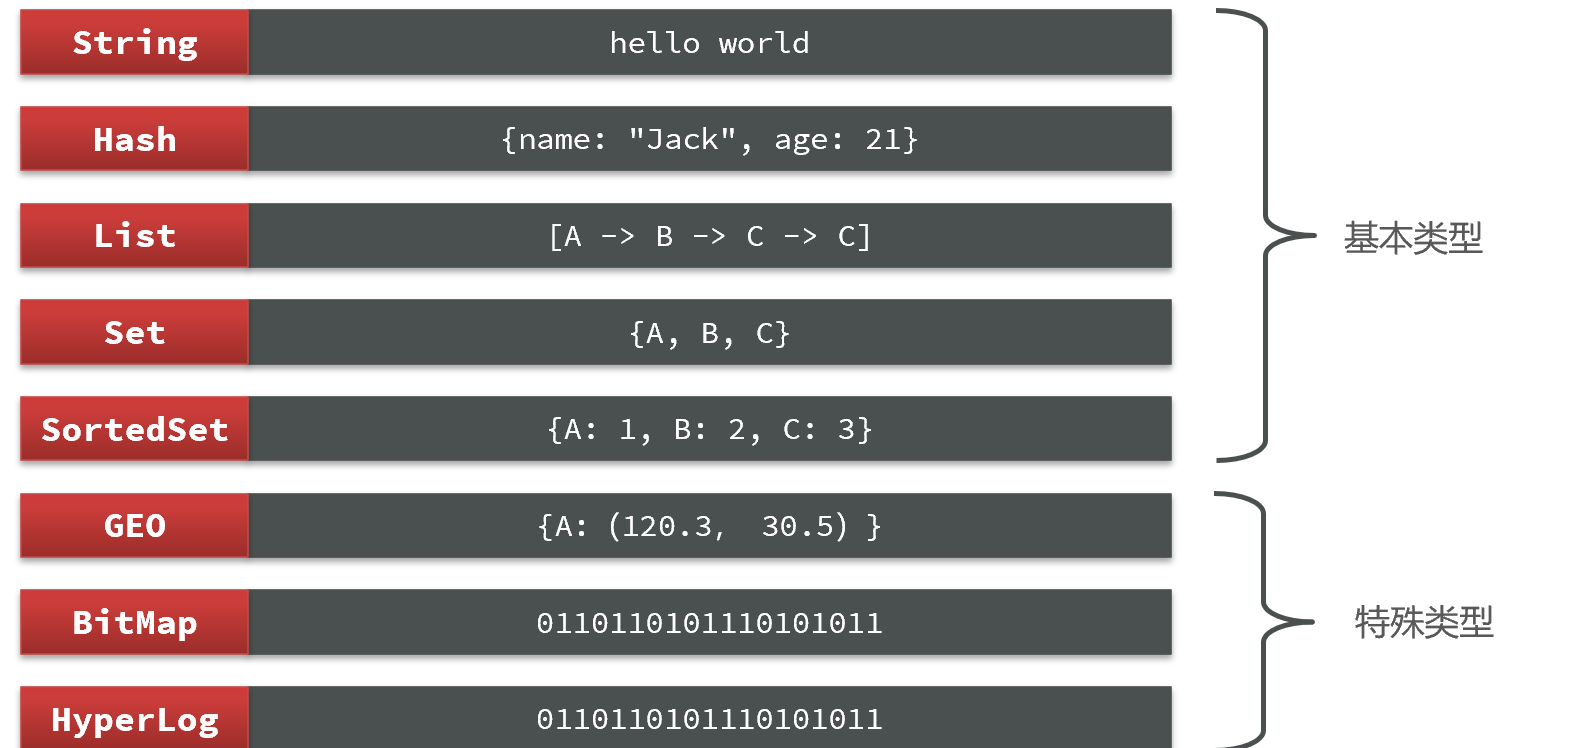 String hello world
Hash {name: "Jack", age: 21}
List [A -> B -> C -> C]
基本类型
Set {A, B, C}
SortedSet {A: 1, B: 2, C: 3}
GEO {A:（120.3， 30.5）}
BitMap 0110110101110101011
特殊类型
HyperLog 0110110101110101011